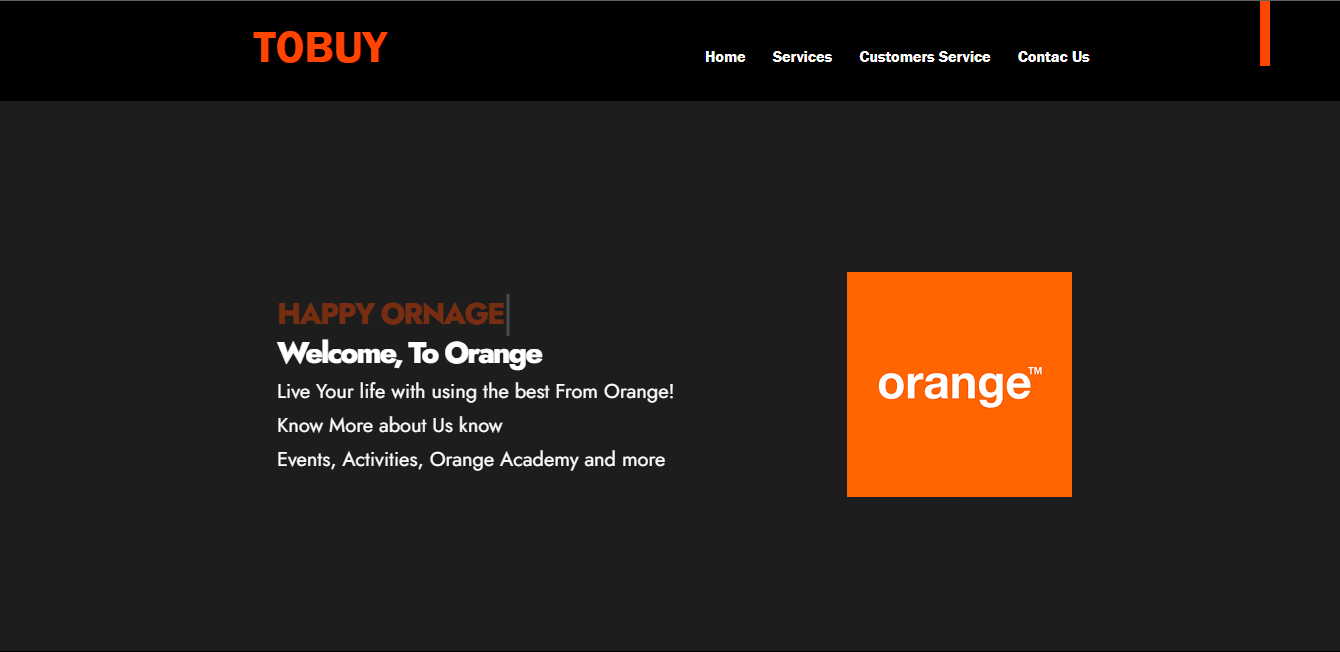 TOBUY
Home Services Customers Service Contac Us
HAPPY ORNAGE
Welcome, To Orange
Live Your life with using the best From Orange!
Know More about Us know
Events, Activities, Orange Academy and more
orange™